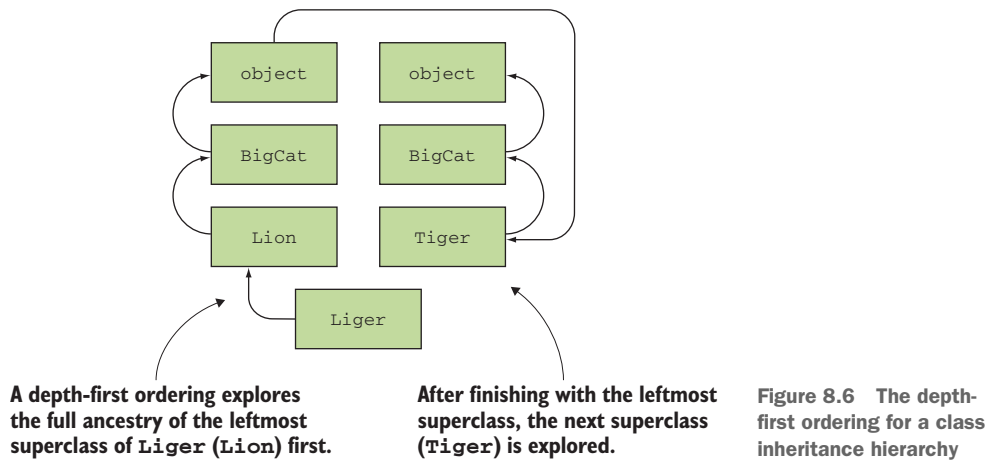 object
object
BigCat
BigCat
Lion
Tiger
Liger
A depth-first ordering explores
the full ancestry of the leftmost
superclass of Liger (Lion) first.
After finishing with the leftmost
superclass, the next superclass
(Tiger) is explored.
Figure 8.6 The depth-
first ordering for a class
inheritance hierarchy